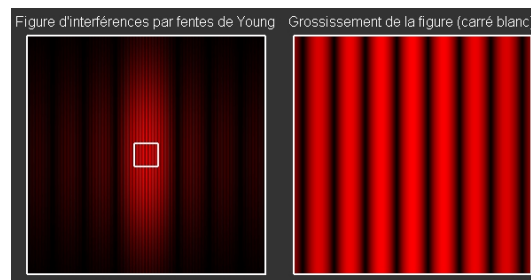 Figure d'interférences par fentes de Young
Grossissement de la figure (carré blanc)